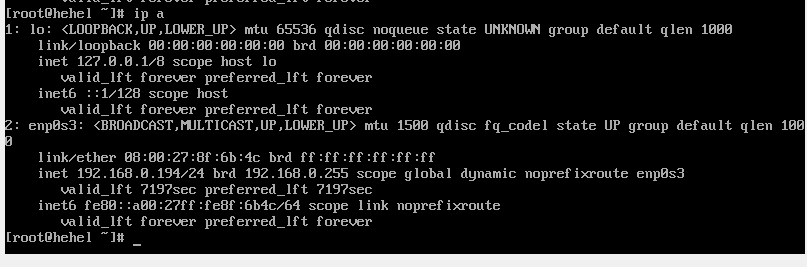 [root@hehel ~]# ip a
1: lo: <LOOPBACK,UP,LOWER_UP> mtu 65536 qdisc noqueue state UNKNOWN group default qlen 1000
    link/loopback 00:00:00:00:00:00 brd 00:00:00:00:00:00
    inet 127.0.0.1/8 scope host lo
       valid_lft forever preferred_lft forever
    inet6 ::1/128 scope host
       valid_lft forever preferred_lft forever
2: enp0s3: <BROADCAST,MULTICAST,UP,LOWER_UP> mtu 1500 qdisc fq_codel state UP group default qlen 100
0
    link/ether 08:00:27:8f:6b:4c brd ff:ff:ff:ff:ff:ff
    inet 192.168.0.194/24 brd 192.168.0.255 scope global dynamic noprefixroute enp0s3
       valid_lft 7197sec preferred_lft 7197sec
    inet6 fe80::a00:27ff:fe8f:6b4c/64 scope link noprefixroute
       valid_lft forever preferred_lft forever
[root@hehel ~]# _